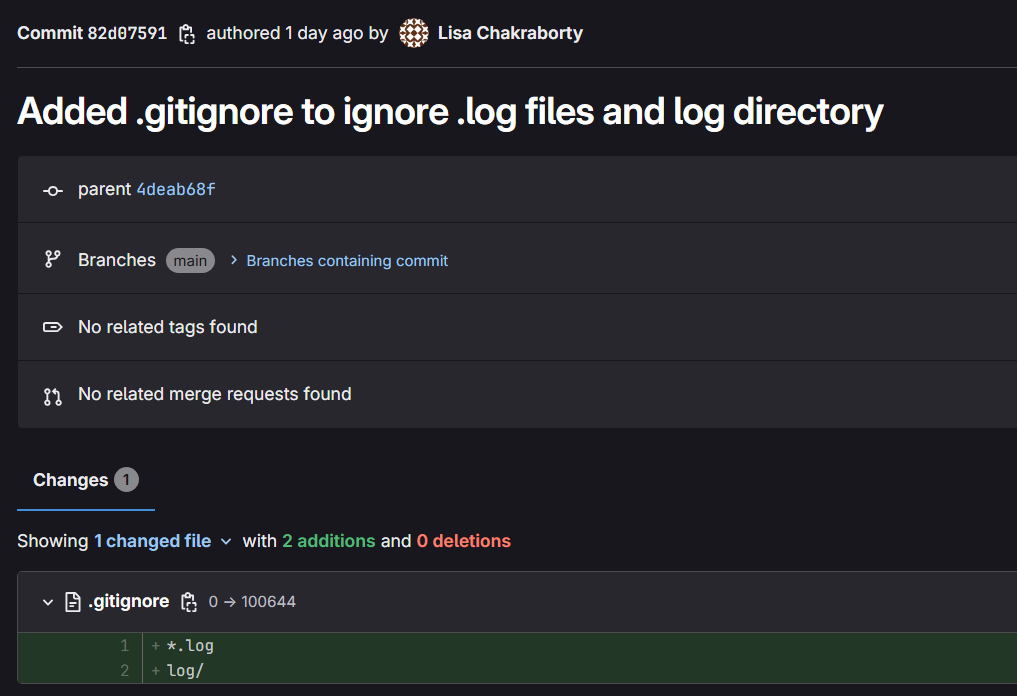 Commit 82d07591 authored 1 day ago by Lisa Chakraborty
Added .gitignore to ignore .log files and log directory
parent 4deab68f
Branches main Branches containing commit
No related tags found
No related merge requests found
Changes 1
Showing 1 changed file with 2 additions and 0 deletions
.gitignore 0 → 100644
1 + *.log
2 + log/